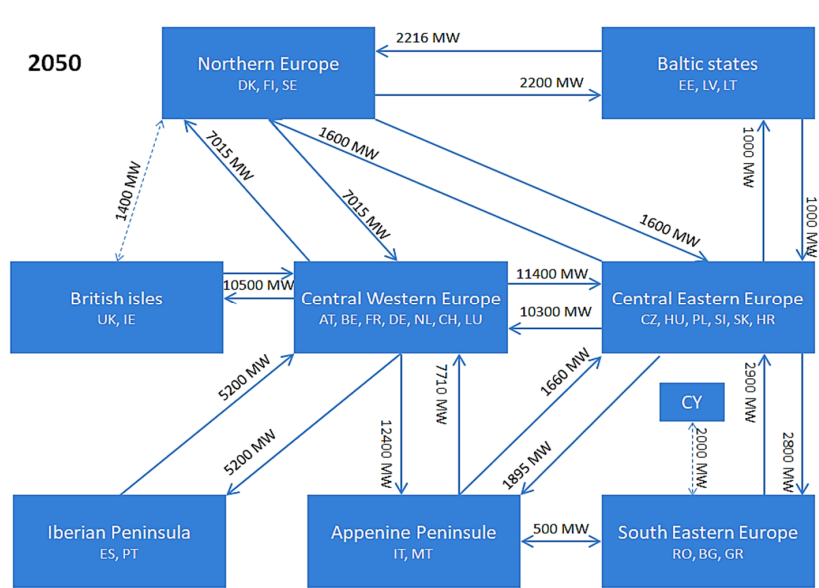 2050
2216 MW
Northern Europe
DK, FI, SE
Baltic states
EE, LV, LT
2200 MW
7015 MW
1600 MW
1000 MW
1400 MW
7015 MW
1600 MW
1000 MW
British isles
UK, IE
10500 MW
Central Western Europe
AT, BE, FR, DE, NL, CH, LU
11400 MW
10300 MW
Central Eastern Europe
CZ, HU, PL, SI, SK, HR
5200 MW
5200 MW
12400 MW
7710 MW
1660 MW
1895 MW
CY
2000 MW
2900 MW
2800 MW
Iberian Peninsula
ES, PT
Appenine Peninsule
IT, MT
500 MW
South Eastern Europe
RO, BG, GR